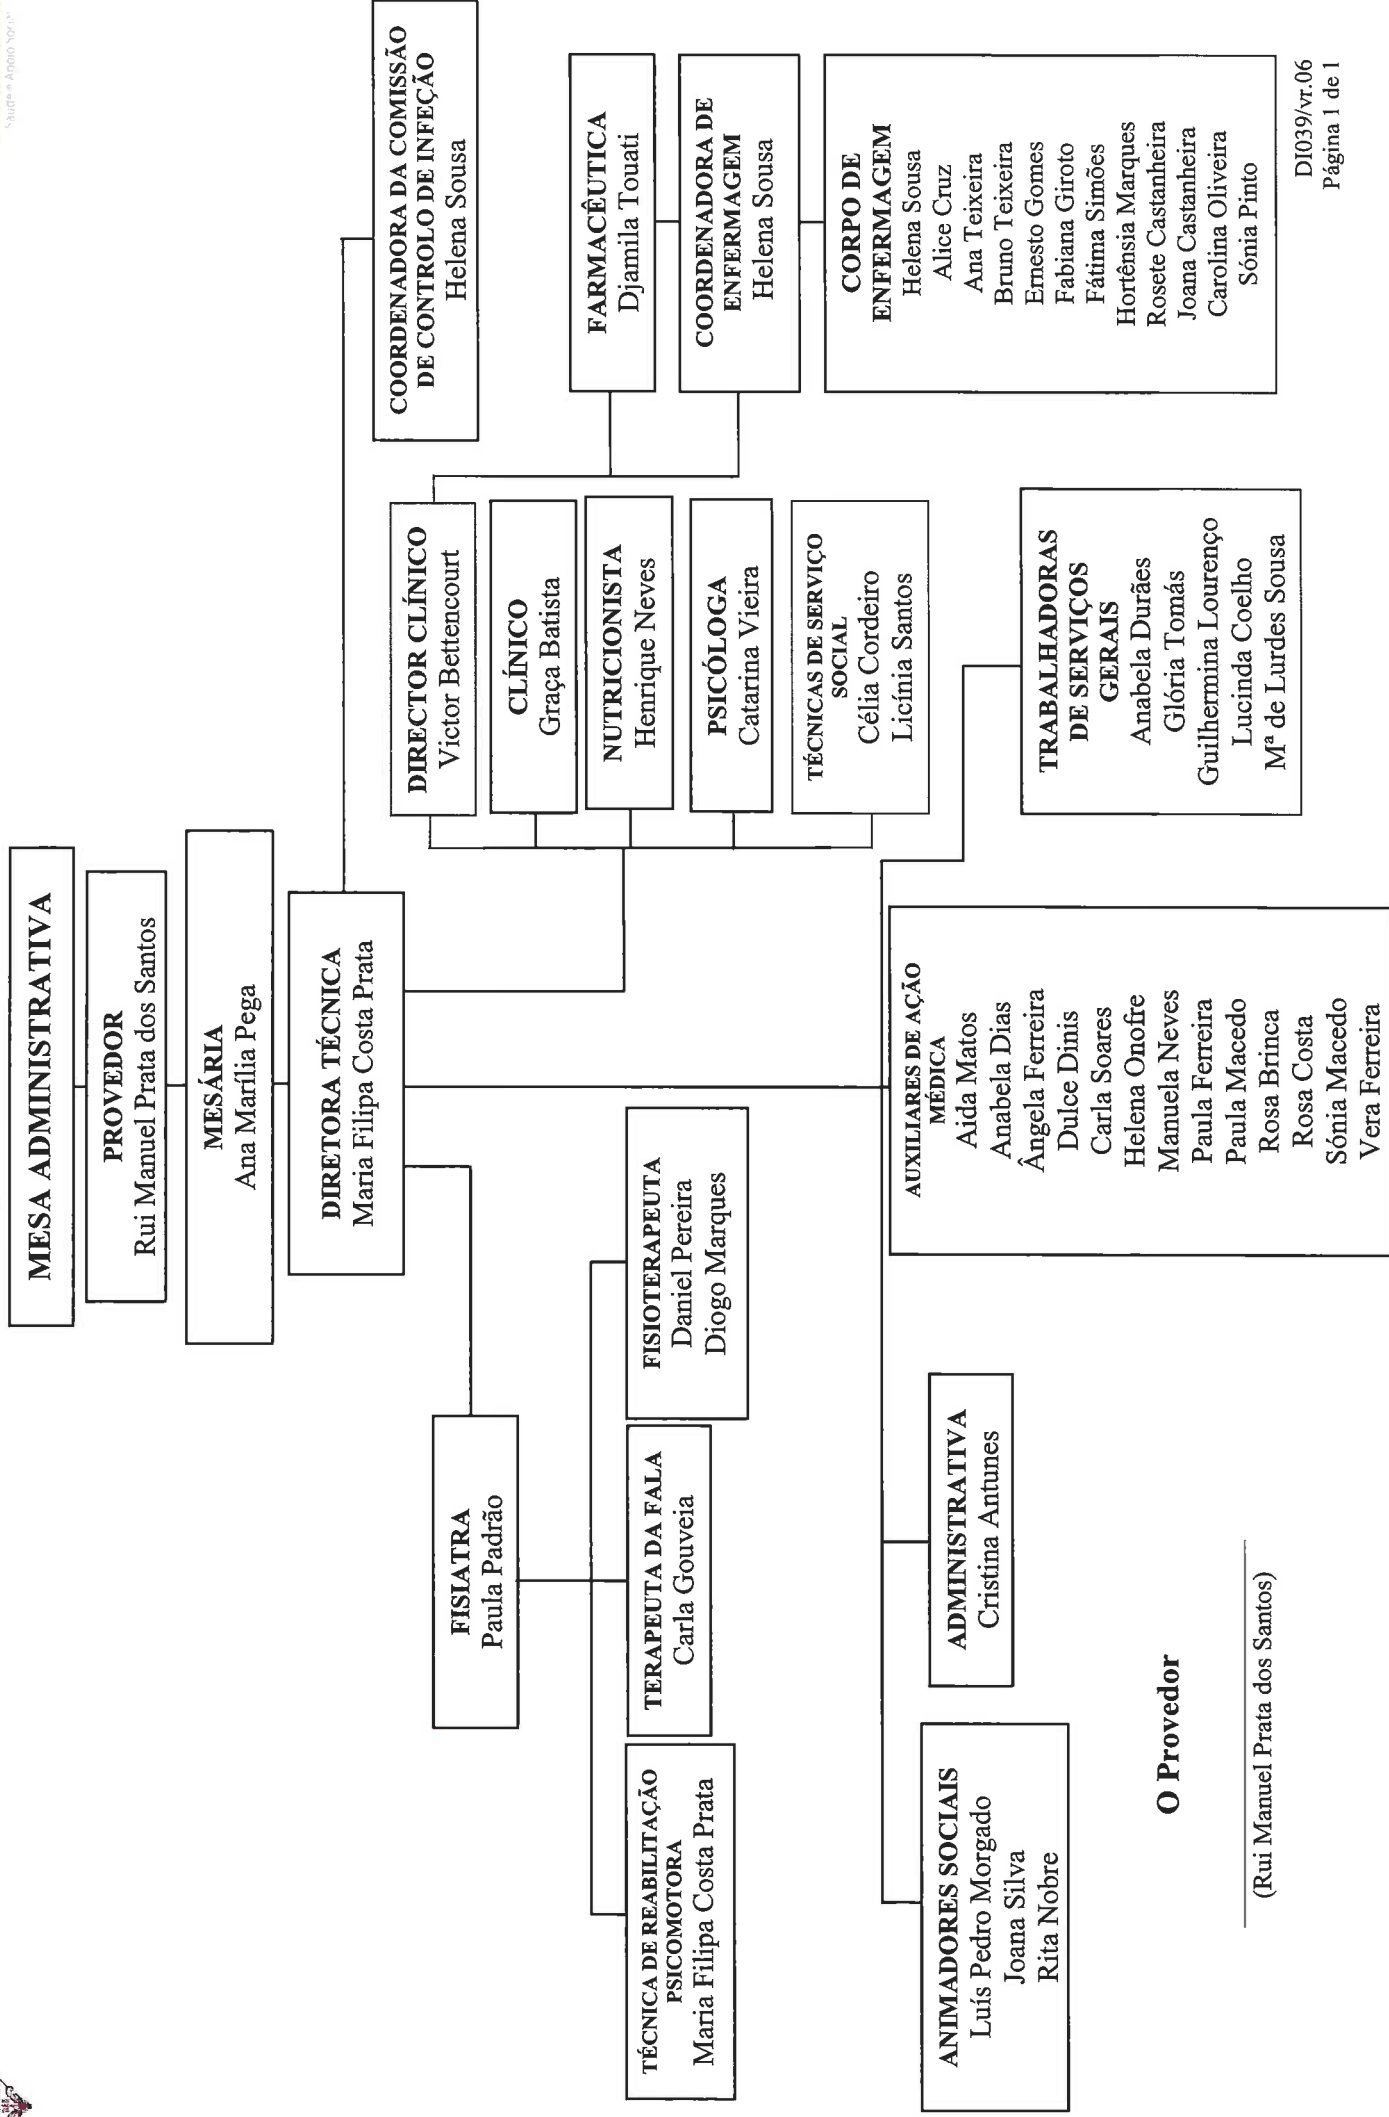 MESA ADMINISTRATIVA
PROVEDOR
Rui Manuel Prata dos Santos
MESÁRIA
Ana Marília Pega
DIRETORA TÉCNICA
Maria Filipa Costa Prata
COORDENADORA DA COMISSÃO
DE CONTROLO DE INFEÇÃO
Helena Sousa
FISIATRA
Paula Padrão
TÉCNICA DE REABILITAÇÃO
PSICOMOTORA
Maria Filipa Costa Prata
TERAPEUTA DA FALA
Carla Gouveia
FISIOTERAPEUTA
Daniel Pereira
Diogo Marques
DIRECTOR CLÍNICO
Victor Bettencourt
CLÍNICO
Graça Batista
NUTRICIONISTA
Henrique Neves
PSICÓLOGA
Catarina Vieira
TÉCNICAS DE SERVIÇO
SOCIAL
Célia Cordeiro
Licínia Santos
FARMACÊUTICA
Djamila Touati
COORDENADORA DE
ENFERMAGEM
Helena Sousa
CORPO DE
ENFERMAGEM
Helena Sousa
Alice Cruz
Ana Teixeira
Bruno Teixeira
Ernesto Gomes
Fabiana Giroto
Fátima Simões
Hortênsia Marques
Rosete Castanheira
Joana Castanheira
Carolina Oliveira
Sónia Pinto
ANIMADORES SOCIAIS
Luís Pedro Morgado
Joana Silva
Rita Nobre
ADMINISTRATIVA
Cristina Antunes
AUXILIARES DE AÇÃO
MÉDICA
Aida Matos
Anabela Dias
Ângela Ferreira
Dulce Dinis
Carla Soares
Helena Onofre
Manuela Neves
Paula Ferreira
Paula Macedo
Rosa Brinca
Rosa Costa
Sónia Macedo
Vera Ferreira
TRABALHADORAS
DE SERVIÇOS
GERAIS
Anabela Durães
Glória Tomás
Guilhermina Lourenço
Lucinda Coelho
Mª de Lurdes Sousa
O Provedor
(Rui Manuel Prata dos Santos)
DI039/vr.06
Página 1 de 1